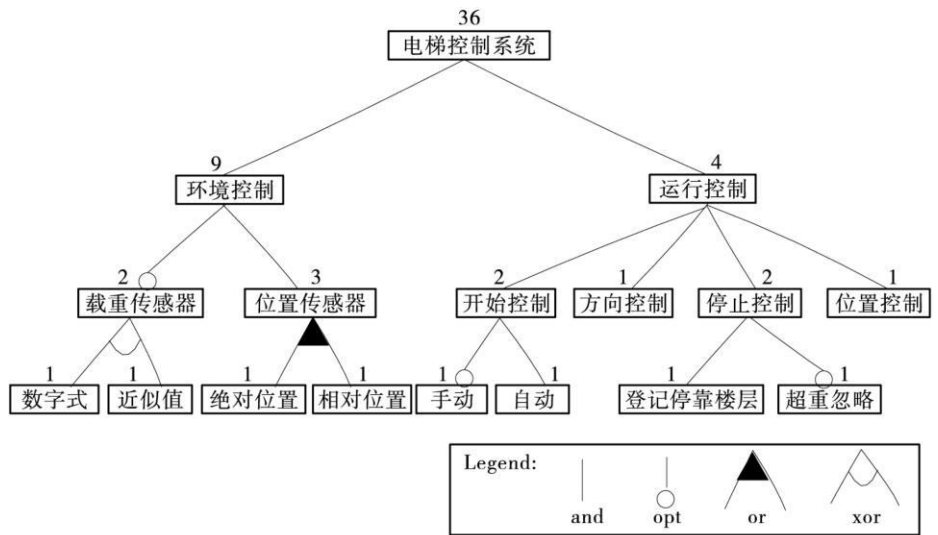 36
电梯控制系统
9 4
环境控制 运行控制
2 3 2 1 2 1
载重传感器 位置传感器 开始控制 方向控制 停止控制 位置控制
1 1 1 1 1 1 1 1
数字式 近似值 绝对位置 相对位置 手动 自动 登记停靠楼层 超重忽略
Legend:
and opt or xor